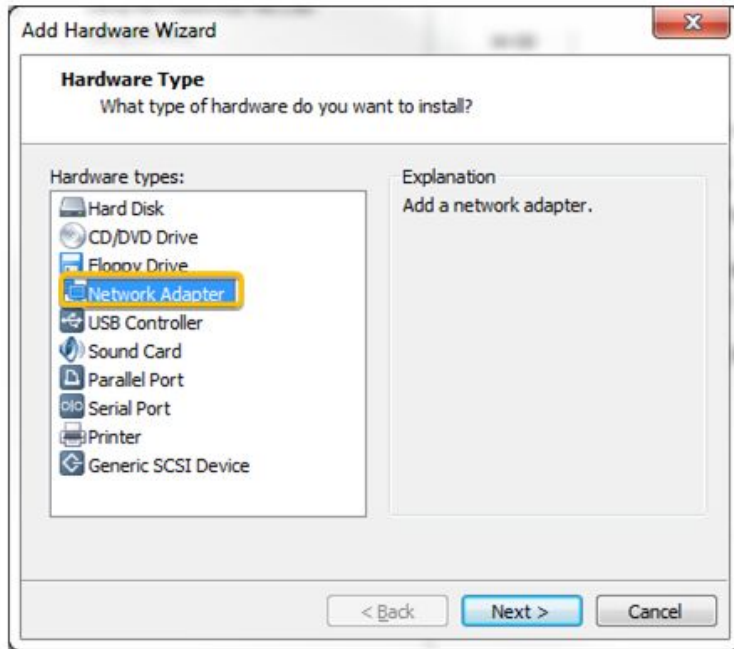 Add Hardware Wizard
Hardware Type
What type of hardware do you want to install?
Hardware types:
Hard Disk
CD/DVD Drive
Floppy Drive
Network Adapter
USB Controller
Sound Card
Parallel Port
Serial Port
Printer
Generic SCSI Device
Explanation
Add a network adapter.
< Back
Next >
Cancel